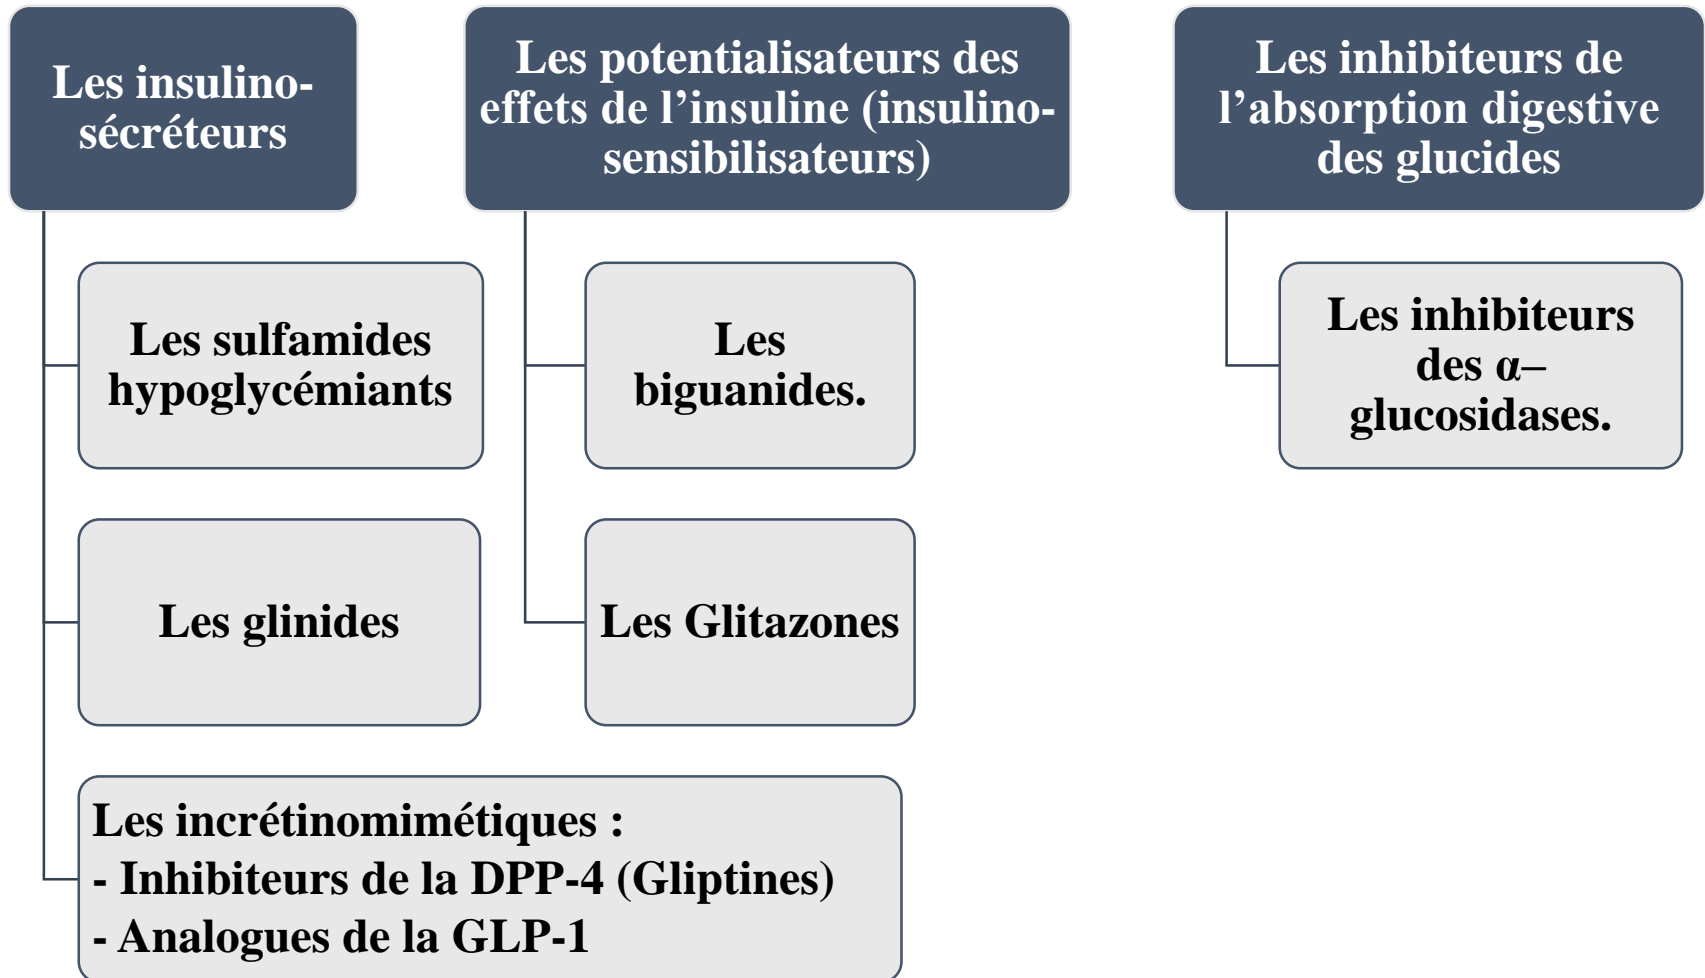 Les insulino-
sécréteurs
Les sulfamides
hypoglycémiants
Les glinides
Les incrétinomimétiques :
- Inhibiteurs de la DPP-4 (Gliptines)
- Analogues de la GLP-1
Les potentialisateurs des
effets de l’insuline (insulino-
sensibilisateurs)
Les
biguanides.
Les Glitazones
Les inhibiteurs de
l’absorption digestive
des glucides
Les inhibiteurs
des α–
glucosidases.